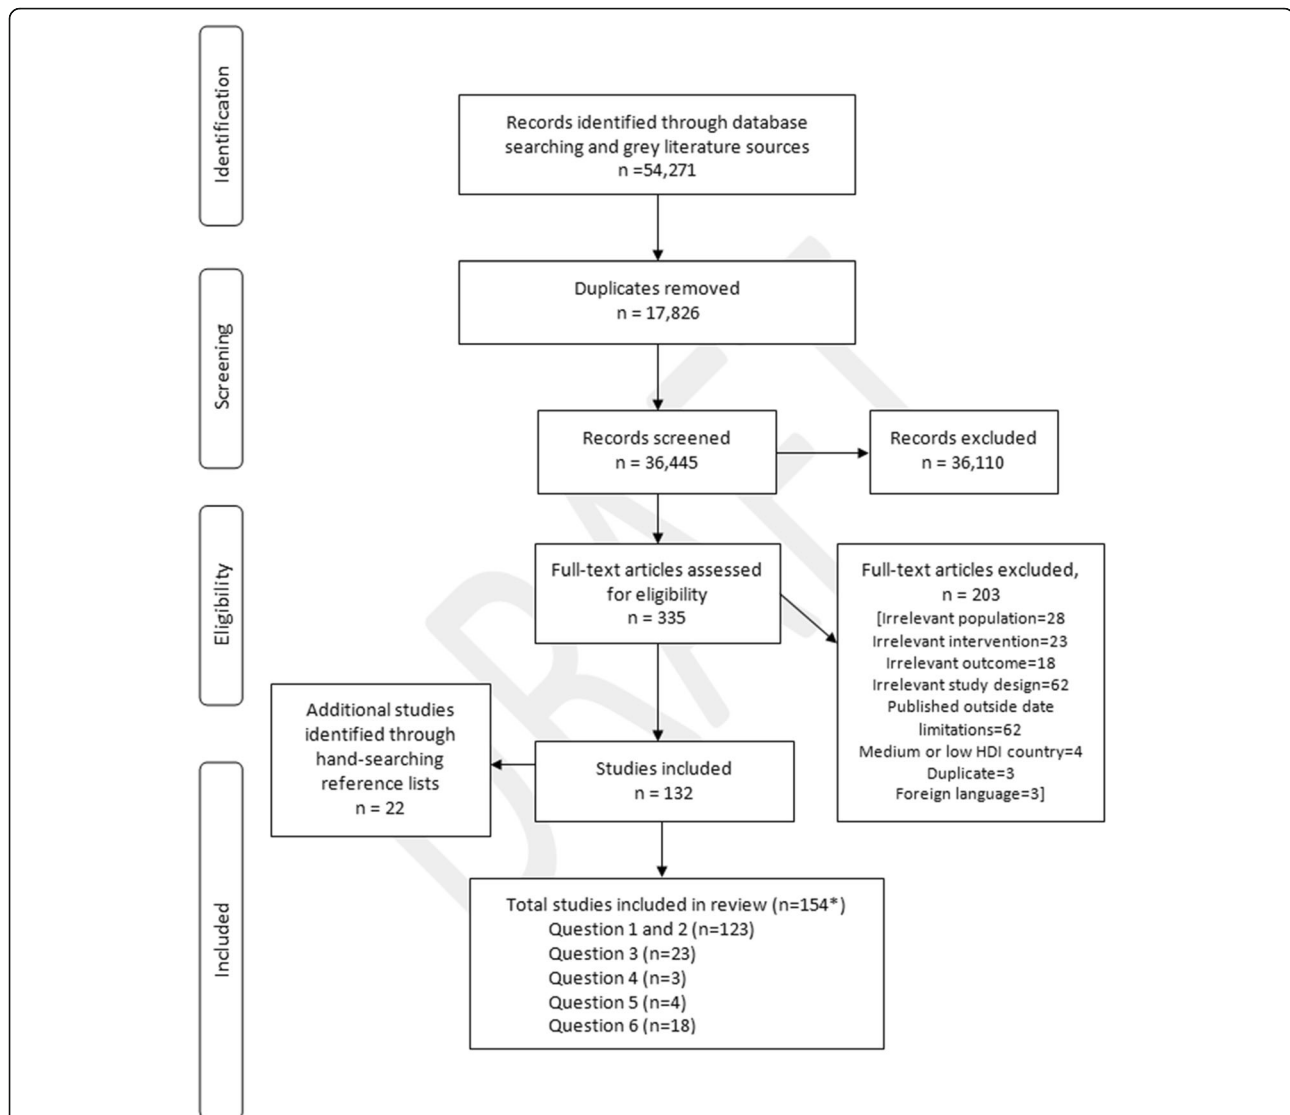 Identification
Records identified through database
searching and grey literature sources
n =54,271
Screening
Duplicates removed
n = 17,826
Records screened
n = 36,445
Records excluded
n = 36,110
Eligibility
Full-text articles assessed
for eligibility
n = 335
Full-text articles excluded,
n = 203
[Irrelevant population=28
Irrelevant intervention=23
Irrelevant outcome=18
Irrelevant study design=62
Published outside date
limitations=62
Medium or low HDI country=4
Duplicate=3
Foreign language=3]
Additional studies
identified through
hand-searching
reference lists
n = 22
Studies included
n = 132
Included
Total studies included in review (n=154*)
Question 1 and 2 (n=123)
Question 3 (n=23)
Question 4 (n=3)
Question 5 (n=4)
Question 6 (n=18)
DRAFT